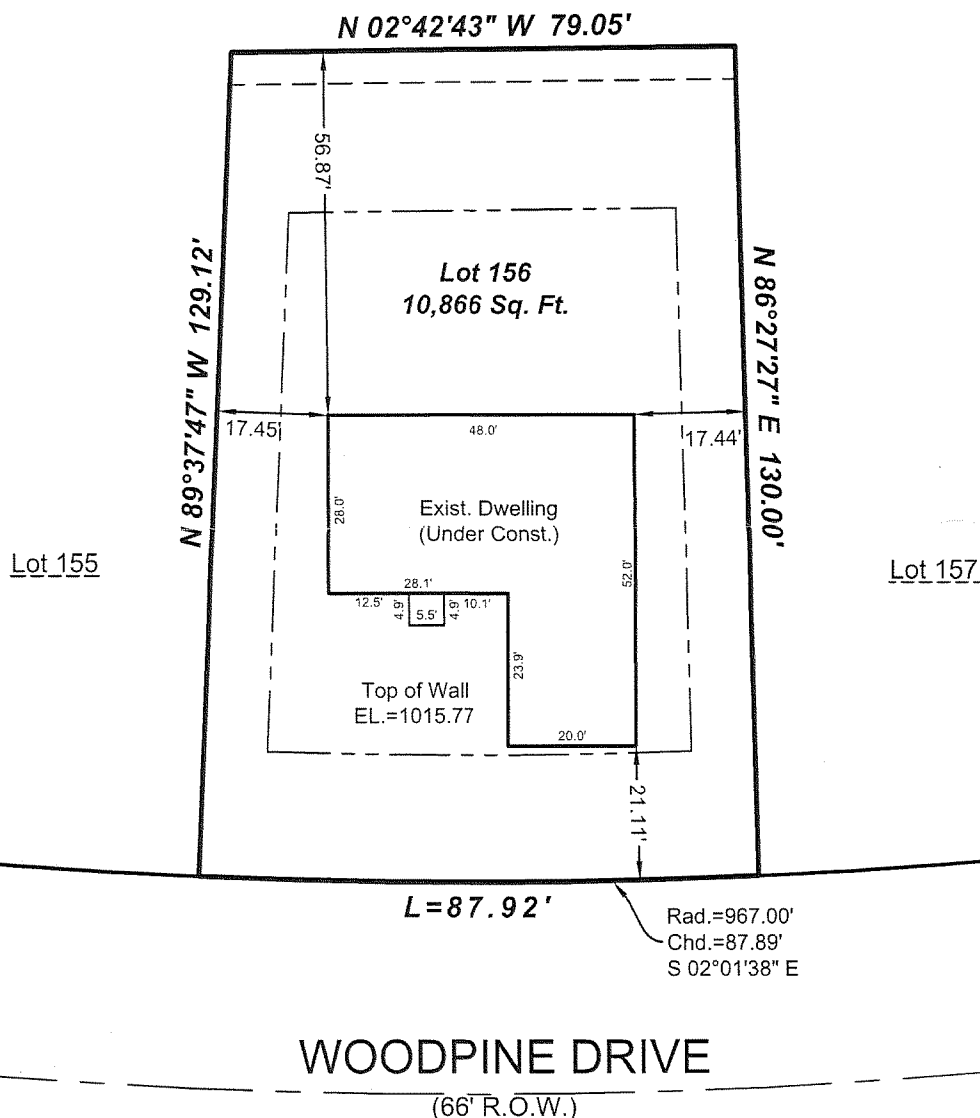 N 02°42'43" W 79.05'
56.87'
Lot 156
10,866 Sq. Ft.
N 89°37'47" W 129.12'
N 86°27'27" E 130.00'
17.45'
48.0'
17.44'
28.0'
Exist. Dwelling
(Under Const.)
Lot 155
Lot 157
52.0'
28.1'
12.5'
4.9'
5.5'
4.9'
10.1'
23.9'
Top of Wall
EL.=1015.77
20.0'
21.11'
L=87.92'
Rad.=967.00'
Chd.=87.89'
S 02°01'38" E
WOODPINE DRIVE
(66' R.O.W.)